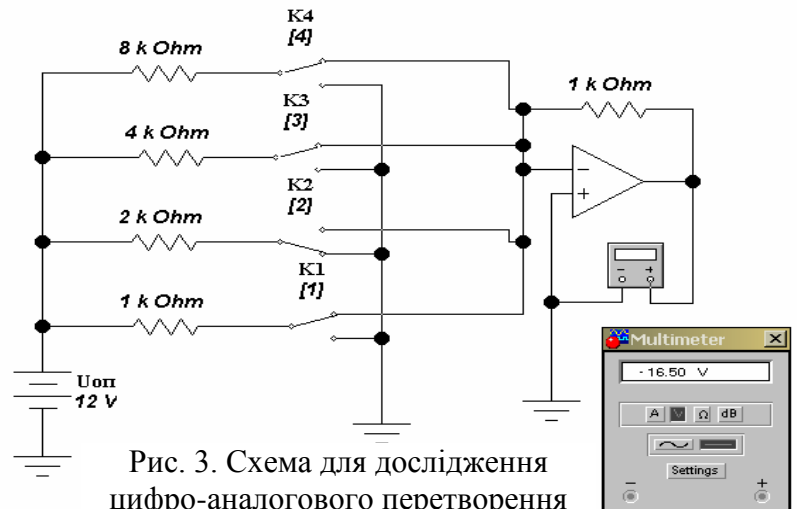 K4
[4]
8 k Ohm
K3
[3]
1 k Ohm
4 k Ohm
K2
[2]
2 k Ohm
K1
[1]
1 k Ohm
- +
- +
Multimeter
- 16.50 V
A V Ω dB
Settings
- +
Uоп
12 V
Рис. 3. Схема для дослідження
цифро-аналогового перетворення